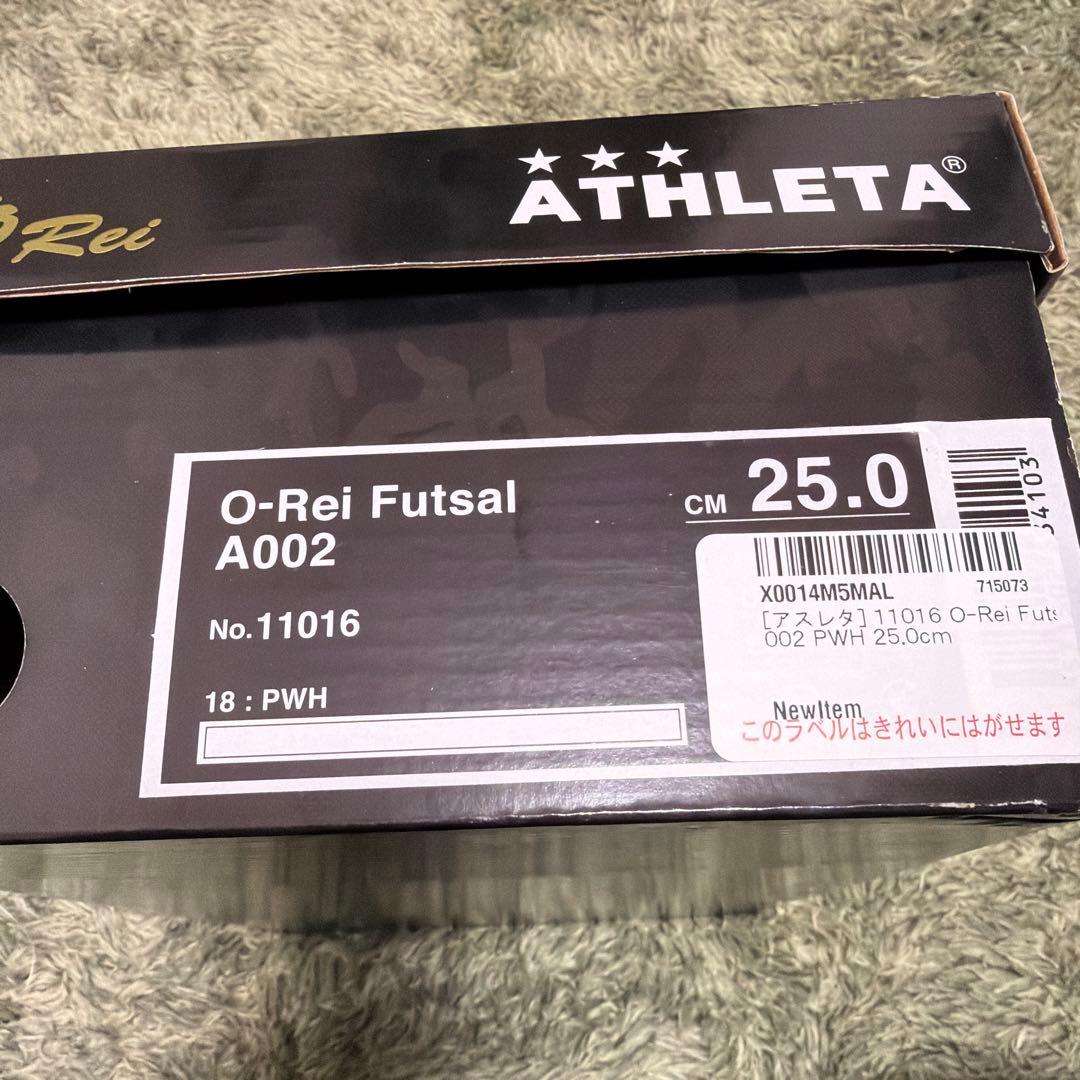 ATHLETA®
Rei
O-Rei Futsal
A002
CM 25.0
No.11016
18 : PWH
34103
X0014M5MAL 715073
[アスレタ] 11016 O-Rei Futs
002 PWH 25.0cm
NewItem
このラベルはきれいにはがせます